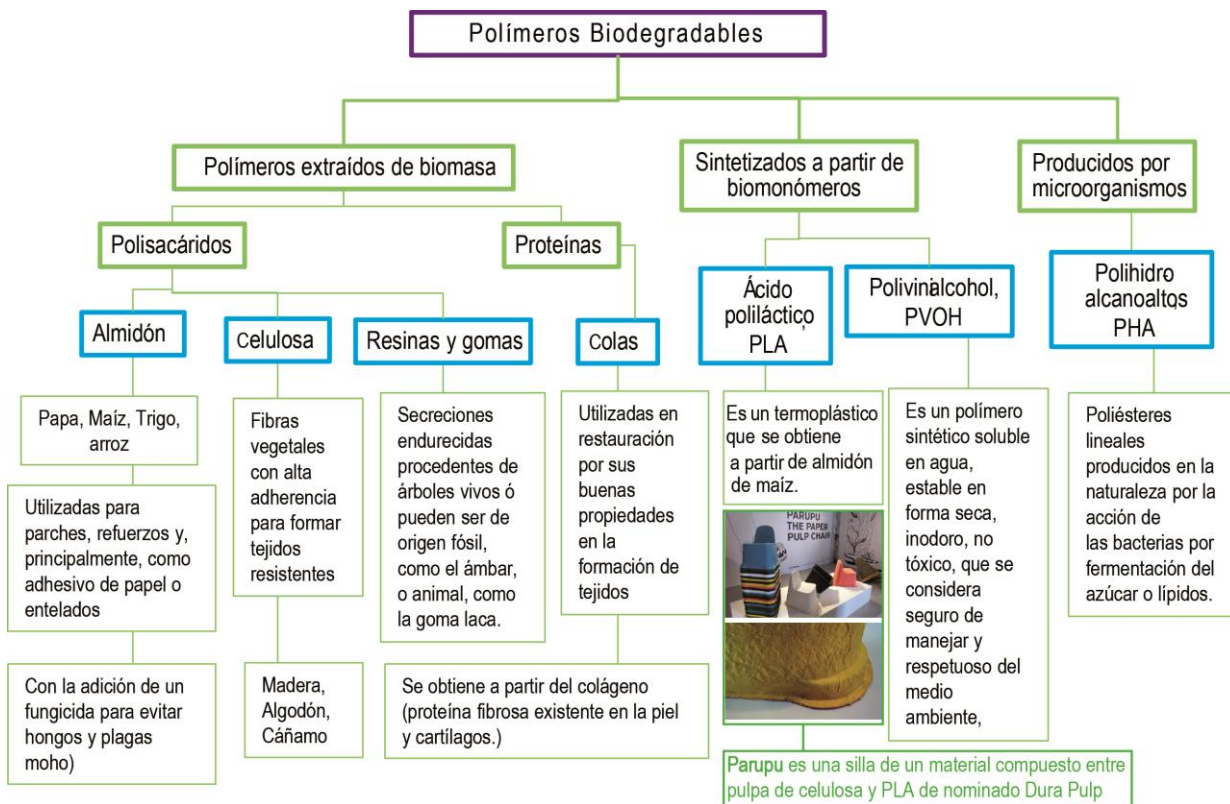 Polímeros Biodegradables
Polímeros extraídos de biomasa
Sintetizados a partir de
biomonómeros
Producidos por
microorganismos
Polisacáridos
Proteínas
Almidón
Celulosa
Resinas y gomas
Colas
Ácido
poliláctico,
PLA
Polivinialcohol,
PVOH
Polihidro
alcanoaltos,
PHA
Papa, Maíz, Trigo,
arroz
Utilizadas para
parches, refuerzos y,
principalmente, como
adhesivo de papel o
entelados
Con la adición de un
fungicida para evitar
hongos y plagas
moho)
Fibras
vegetales
con alta
adherencia
para formar
tejidos
resistentes
Madera,
Algodón,
Cáñamo
Secreciones
endurecidas
procedentes de
árboles vivos ó
pueden ser de
origen fósil,
como el ámbar,
o animal, como
la goma laca.
Utilizadas en
restauración
por sus
buenas
propiedades
en la
formación de
tejidos
Se obtiene a partir del colágeno
(proteína fibrosa existente en la piel
y cartílagos.)
Es un termoplástico
que se obtiene
a partir de almidón
de maíz.
PARUPU
THE PAPER
PULP CHAIR
Parupu es una silla de un material compuesto entre
pulpa de celulosa y PLA de nominado Dura Pulp
Es un polímero
sintético soluble
en agua,
estable en
forma seca,
inodoro, no
tóxico, que se
considera
seguro de
manejar y
respetuoso del
medio
ambiente,
Poliésteres
lineales
producidos en la
naturaleza por la
acción de
las bacterias por
fermentación del
azúcar o lípidos.